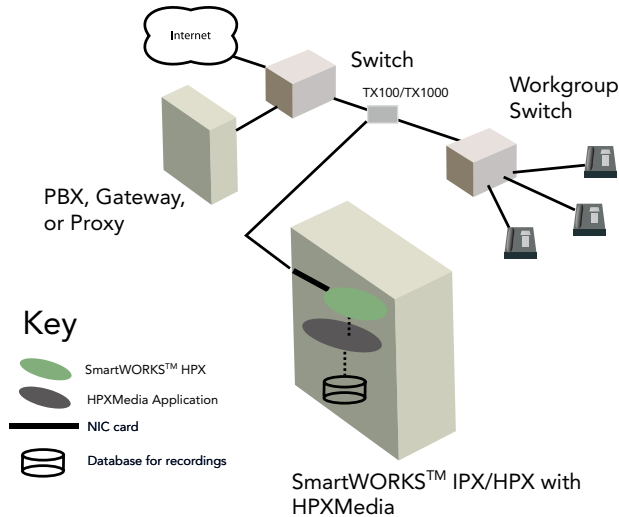 Internet
Switch
TX100/TX1000
Workgroup
Switch
PBX, Gateway,
or Proxy
Key
SmartWORKS™ HPX
HPXMedia Application
NIC card
Database for recordings
SmartWORKS™ IPX/HPX with
HPXMedia